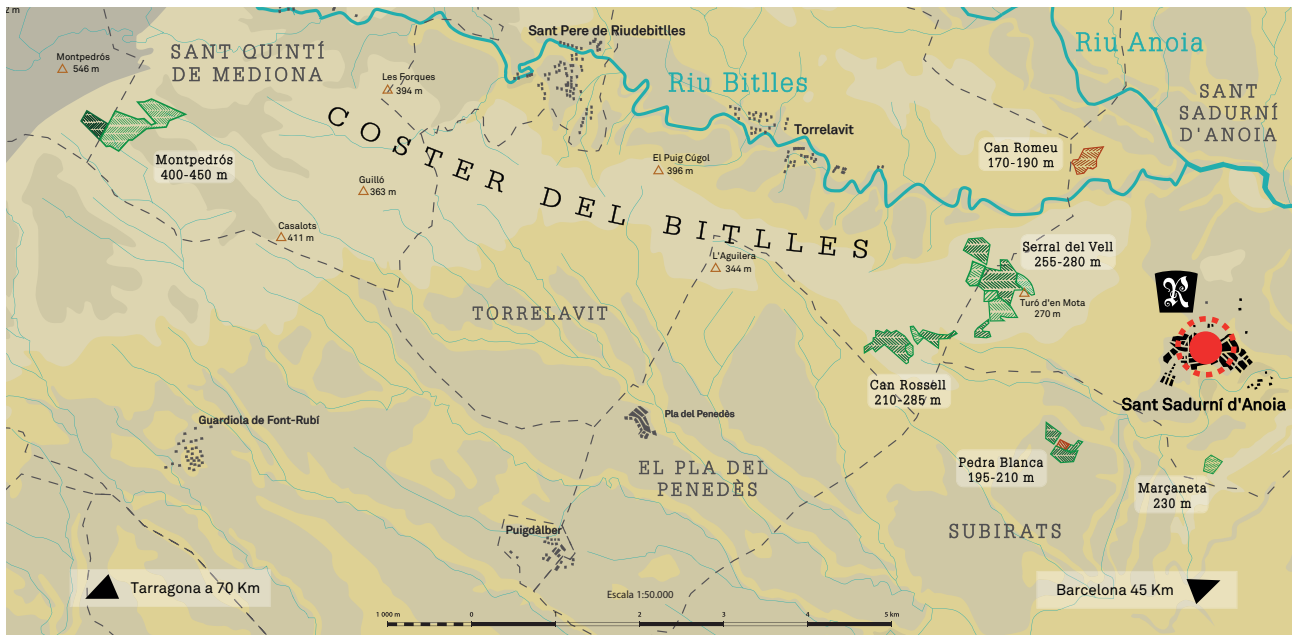 2 m
Montpedrós
546 m
SANT QUINTÍ
DE MEDIONA
Les Forques
394 m
Sant Pere de Riudebitlles
Riu Bitlles
Riu Anoia
SANT
SADURNÍ
D'ANOIA
Montpedrós
400-450 m
COSTER DEL BITLLES
Torrelavit
El Puig Cúgol
396 m
Can Romeu
170-190 m
Guilló
363 m
Casalots
411 m
L'Aguilera
344 m
Serral del Vell
255-280 m
Turó d'en Mota
270 m
R
TORRELAVIT
Can Rossell
210-285 m
Sant Sadurní d'Anoia
Guardiola de Font-Rubí
Pla del Penedès
EL PLA DEL
PENEDÈS
Pedra Blanca
195-210 m
Marçaneta
230 m
Puigdàlber
SUBIRATS
Tarragona a 70 Km
Escala 1:50.000
Barcelona 45 Km
1 000 m 0 1 2 3 4 5 km